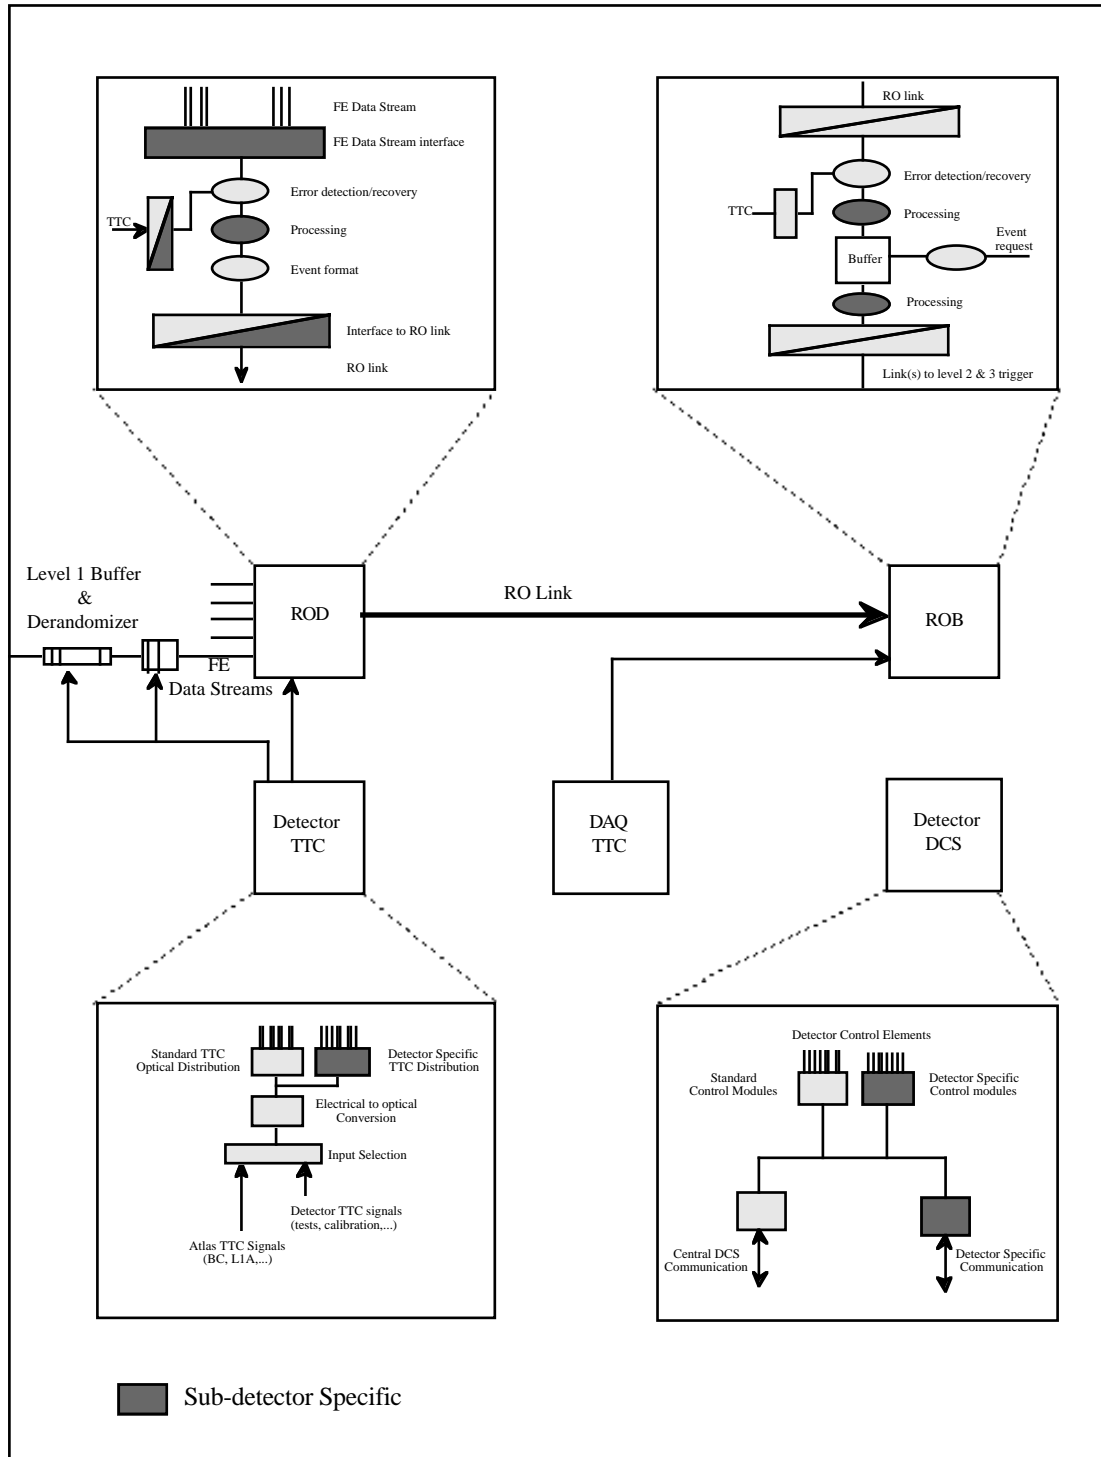 FE Data Stream
FE Data Stream interface
Error detection/recovery
TTC
Processing
Event format
Interface to RO link
RO link
RO link
Error detection/recovery
TTC
Processing
Event
request
Buffer
Processing
Link(s) to level 2 & 3 trigger
Level 1 Buffer
&
Derandomizer
FE
Data Streams
ROD
RO Link
ROB
Detector
TTC
DAQ
TTC
Detector
DCS
Standard TTC
Optical Distribution
Detector Specific
TTC Distribution
Electrical to optical
Conversion
Input Selection
Detector TTC signals
(tests, calibration,...)
Atlas TTC Signals
(BC, L1A,...)
Detector Control Elements
Standard
Control Modules
Detector Specific
Control modules
Central DCS
Communication
Detector Specific
Communication
Sub-detector Specific